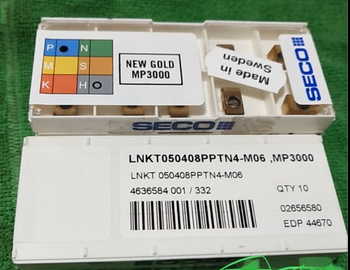 P N
M S
K H
NEW GOLD
MP3000
Made in
Sweden
SECO
SECO
LNKT050408PPTN4-M06 ,MP3000
LNKT 050408PPTN4-M06
4636584 001 / 332
QTY 10
02656580
EDP 44670